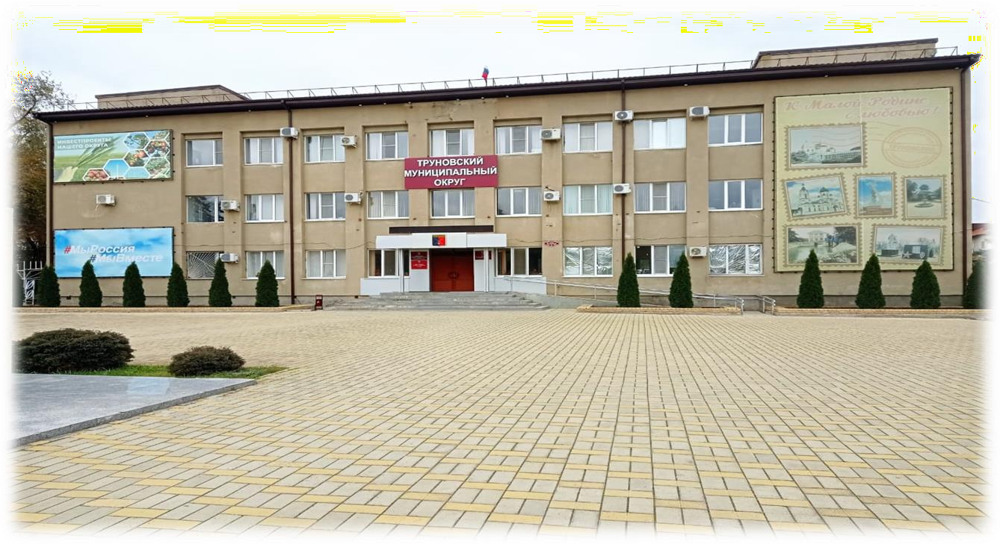 ИНВЕСТПРОЕКТЫ
НАШЕГО ОКРУГА
#МыРоссия
#МыВместе
ТРУНОВСКИЙ
МУНИЦИПАЛЬНЫЙ
ОКРУГ
К Малой Родине
с любовью!